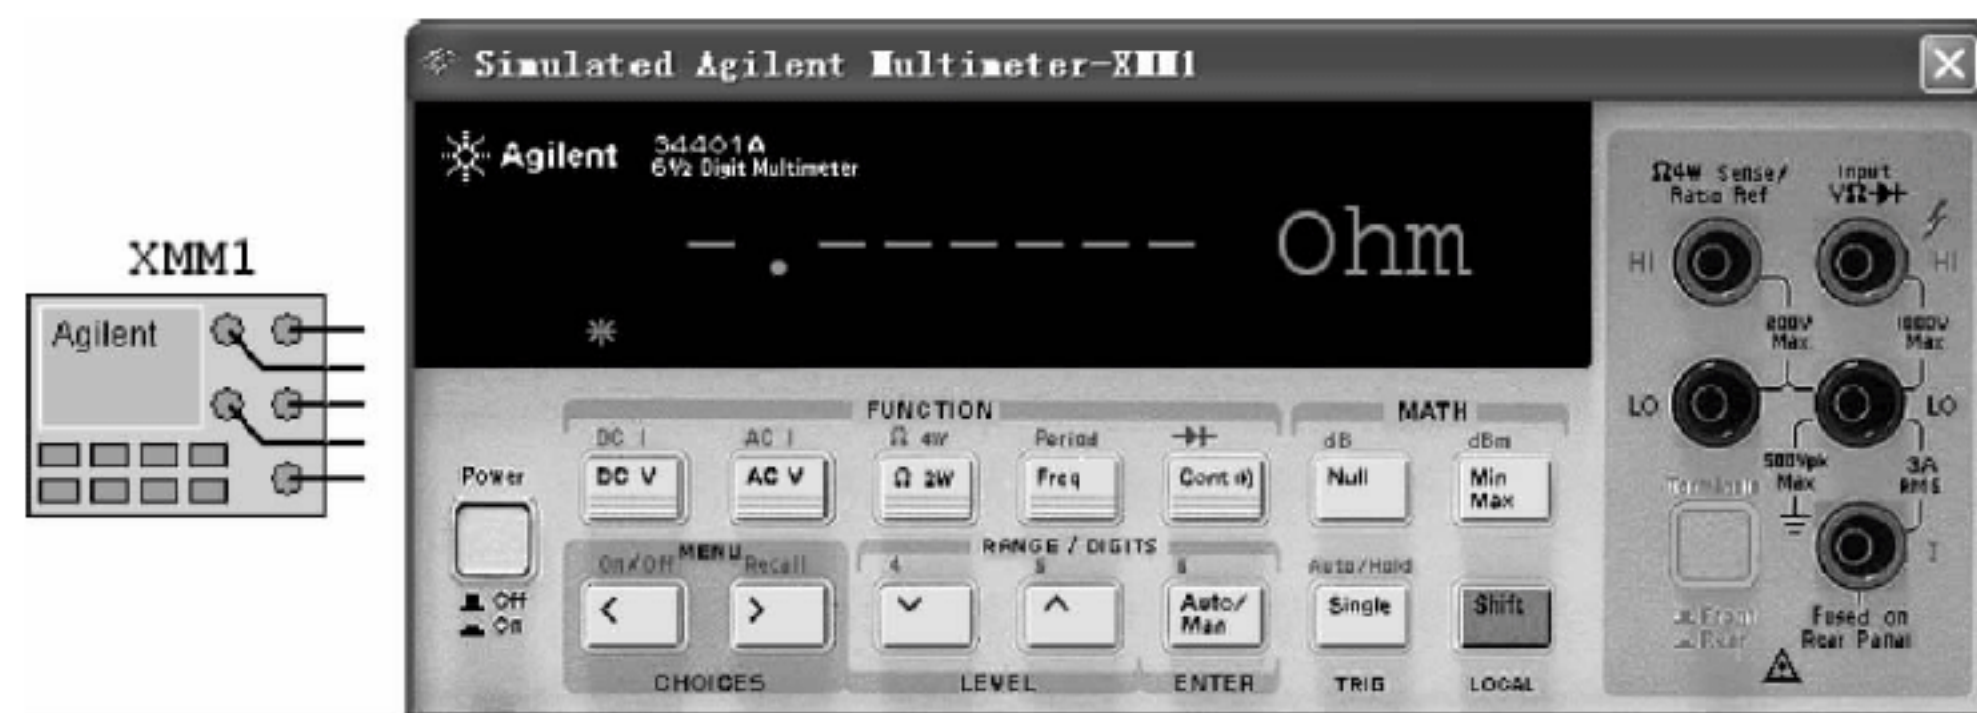 XMM1
Agilent
Simulated Agilent Multimeter-XMM1
Agilent 34401A
6½ Digit Multimeter
-.------ Ohm
Ω4W Sense/ Ratio Ref
Input VΩ
HI HI
200V Max
1000V Max
LO LO
500Vpk Max
3A RMS
Terminals
I
Front
Rear
Fused on Rear Panel
FUNCTION MATH
DC I AC I Ω 4W Period dB dBm
Power DC V AC V Ω 2W Freq Cont Null Min Max
MENU RANGE / DIGITS
On/Off Recall 4 5 6 Auto/Hold
Off
On
< > Auto/ Man Single Shift
CHOICES LEVEL ENTER TRIG LOCAL